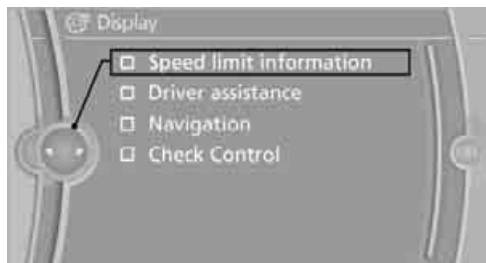 Display
Speed limit information
Driver assistance
Navigation
Check Control